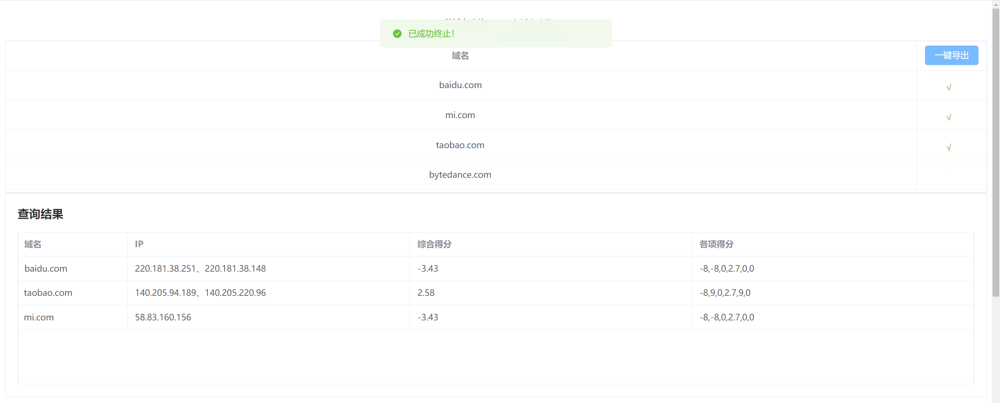 已成功终止！
域名 一键导出
baidu.com √
mi.com √
taobao.com √
bytedance.com
查询结果
域名 IP 综合得分 各项得分
baidu.com 220.181.38.251、220.181.38.148 -3.43 -8,-8,0,2.7,0,0
taobao.com 140.205.94.189、140.205.220.96 2.58 -8,9,0,2.7,9,0
mi.com 58.83.160.156 -3.43 -8,-8,0,2.7,0,0